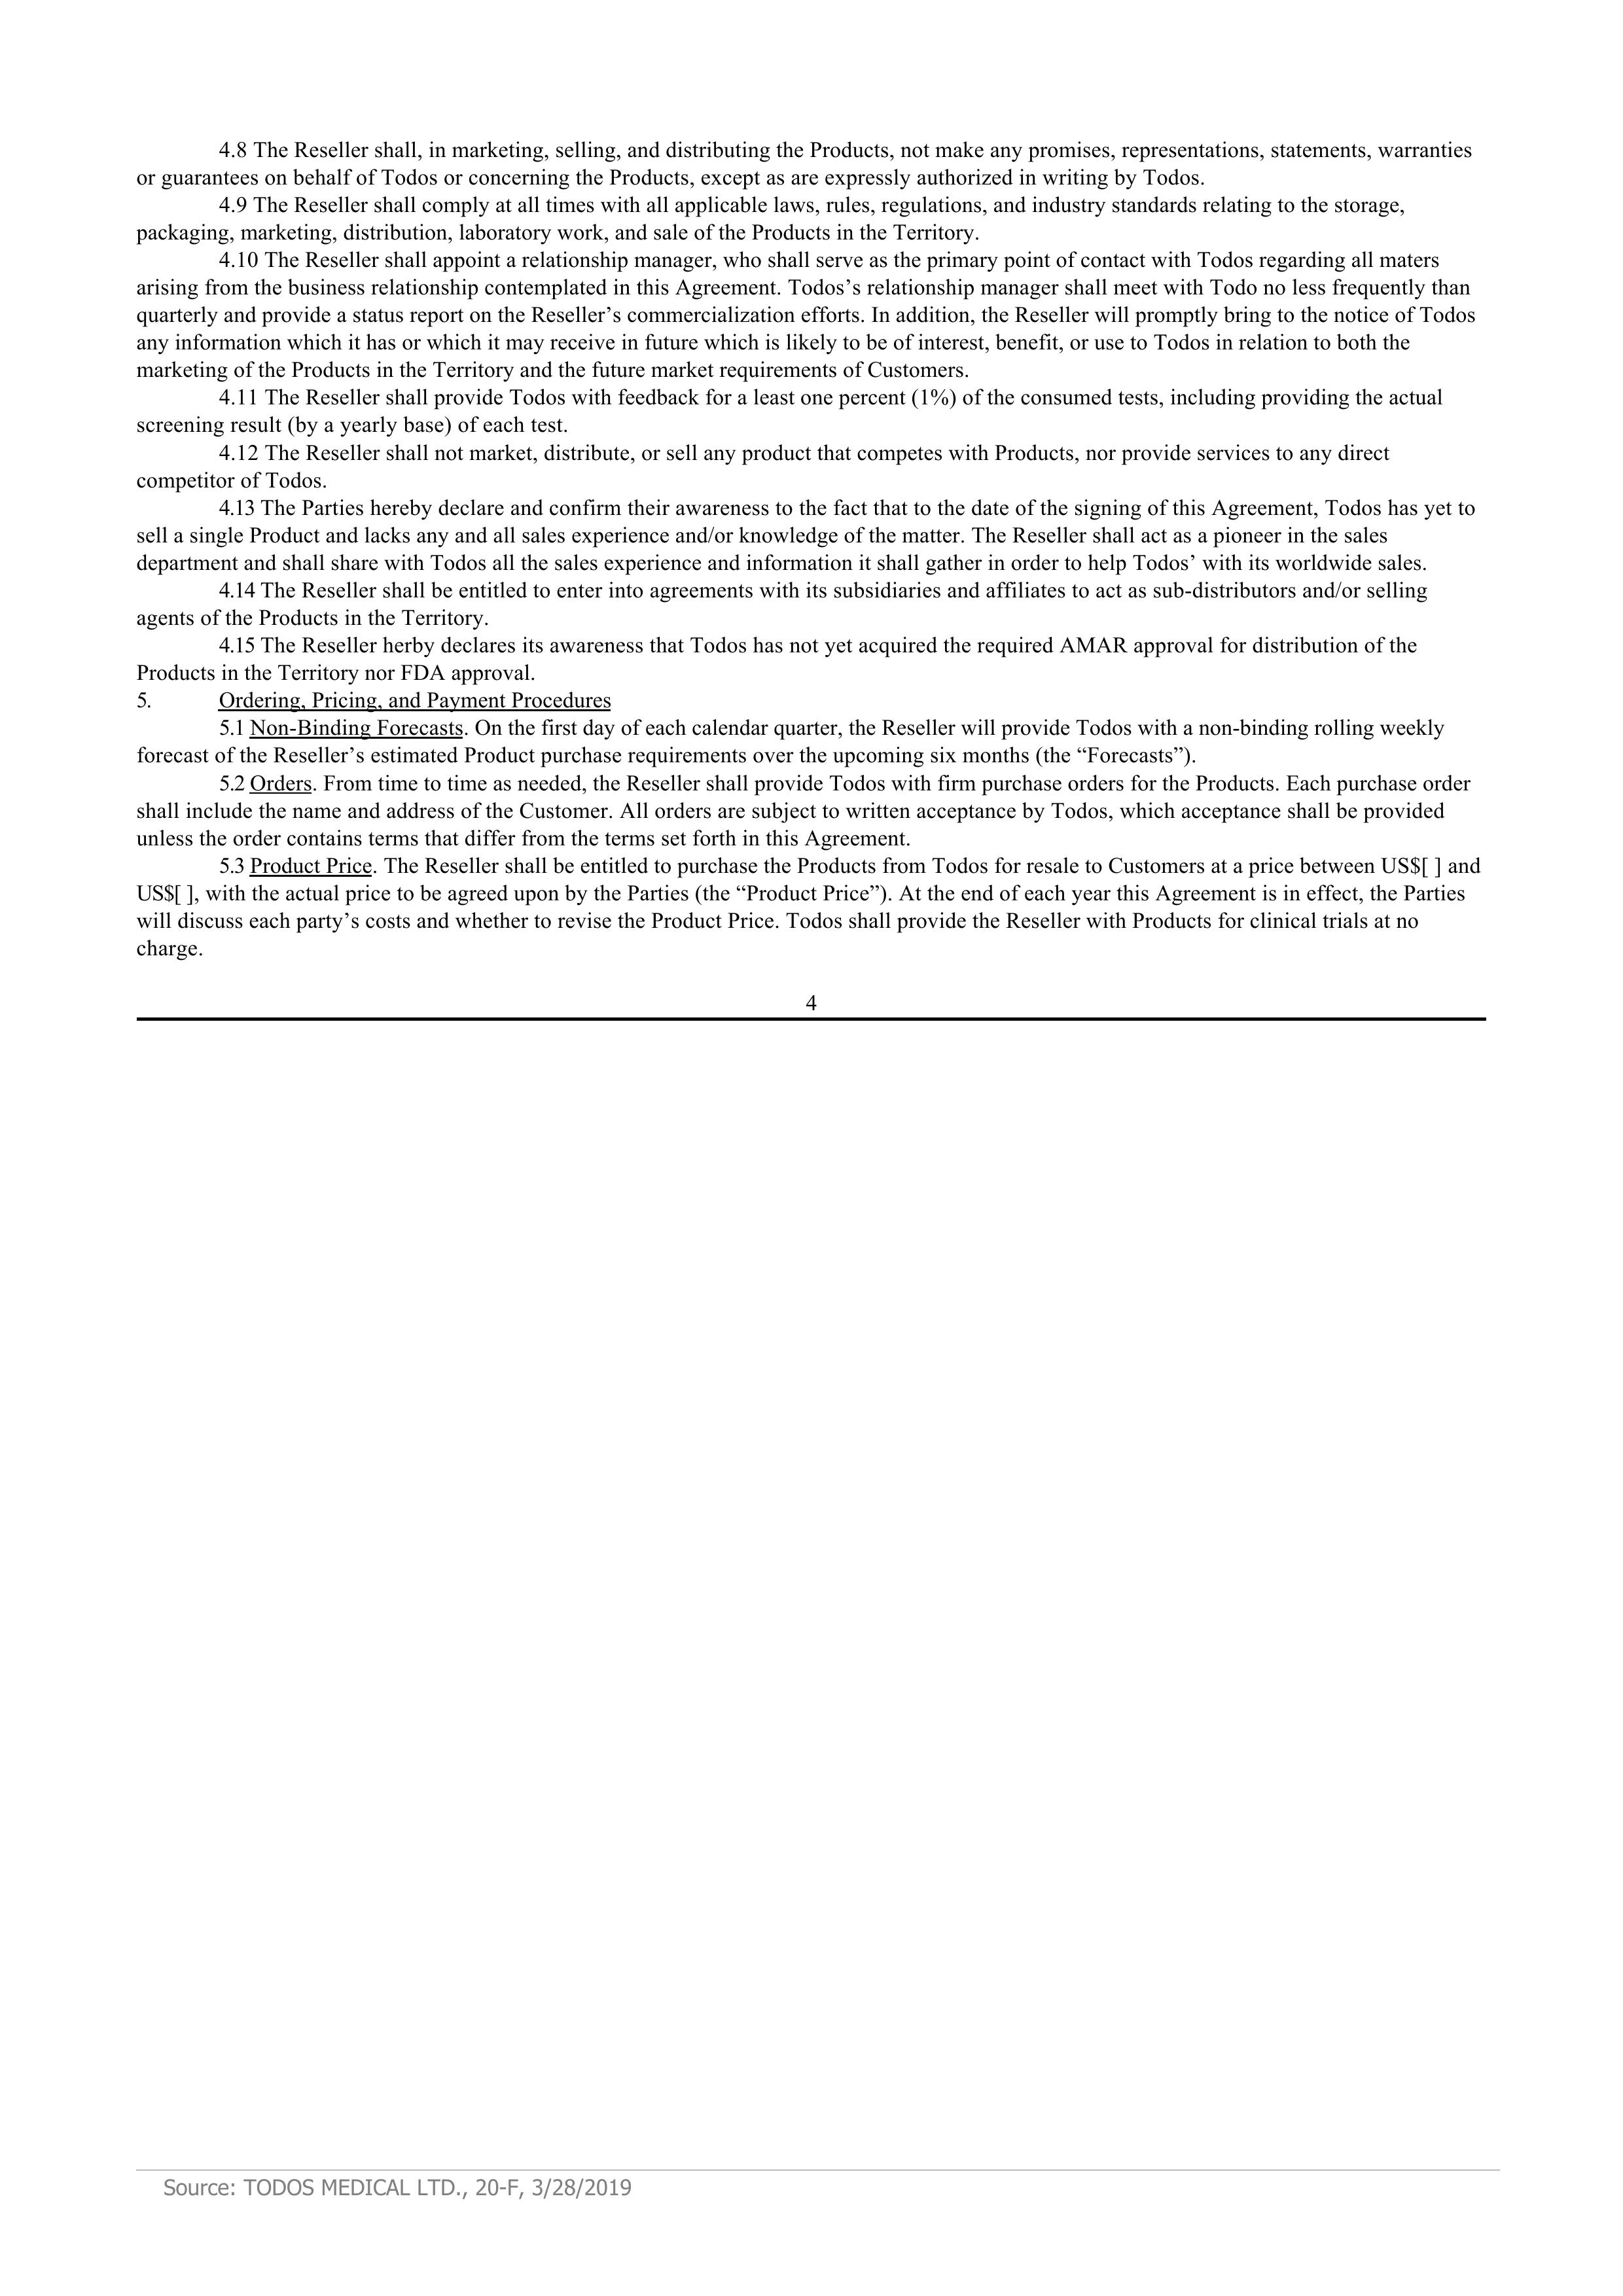 4.8 The Reseller shall, in marketing, selling, and distributing the Products, not make any promises, representations, statements, warranties
or guarantees on behalf of Todos or concerning the Products, except as are expressly authorized in writing by Todos.
4.9 The Reseller shall comply at all times with all applicable laws, rules, regulations, and industry standards relating to the storage,
packaging, marketing, distribution, laboratory work, and sale of the Products in the Territory.
4.10 The Reseller shall appoint a relationship manager, who shall serve as the primary point of contact with Todos regarding all maters
arising from the business relationship contemplated in this Agreement. Todos’s relationship manager shall meet with Todo no less frequently than
quarterly and provide a status report on the Reseller’s commercialization efforts. In addition, the Reseller will promptly bring to the notice of Todos
any information which it has or which it may receive in future which is likely to be of interest, benefit, or use to Todos in relation to both the
marketing of the Products in the Territory and the future market requirements of Customers.
4.11 The Reseller shall provide Todos with feedback for a least one percent (1%) of the consumed tests, including providing the actual
screening result (by a yearly base) of each test.
4.12 The Reseller shall not market, distribute, or sell any product that competes with Products, nor provide services to any direct
competitor of Todos.
4.13 The Parties hereby declare and confirm their awareness to the fact that to the date of the signing of this Agreement, Todos has yet to
sell a single Product and lacks any and all sales experience and/or knowledge of the matter. The Reseller shall act as a pioneer in the sales
department and shall share with Todos all the sales experience and information it shall gather in order to help Todos’ with its worldwide sales.
4.14 The Reseller shall be entitled to enter into agreements with its subsidiaries and affiliates to act as sub-distributors and/or selling
agents of the Products in the Territory.
4.15 The Reseller herby declares its awareness that Todos has not yet acquired the required AMAR approval for distribution of the
Products in the Territory nor FDA approval.
5. Ordering, Pricing, and Payment Procedures
5.1 Non-Binding Forecasts. On the first day of each calendar quarter, the Reseller will provide Todos with a non-binding rolling weekly
forecast of the Reseller’s estimated Product purchase requirements over the upcoming six months (the “Forecasts”).
5.2 Orders. From time to time as needed, the Reseller shall provide Todos with firm purchase orders for the Products. Each purchase order
shall include the name and address of the Customer. All orders are subject to written acceptance by Todos, which acceptance shall be provided
unless the order contains terms that differ from the terms set forth in this Agreement.
5.3 Product Price. The Reseller shall be entitled to purchase the Products from Todos for resale to Customers at a price between US$[ ] and
US$[ ], with the actual price to be agreed upon by the Parties (the “Product Price”). At the end of each year this Agreement is in effect, the Parties
will discuss each party’s costs and whether to revise the Product Price. Todos shall provide the Reseller with Products for clinical trials at no
charge.
4
Source: TODOS MEDICAL LTD., 20-F, 3/28/2019